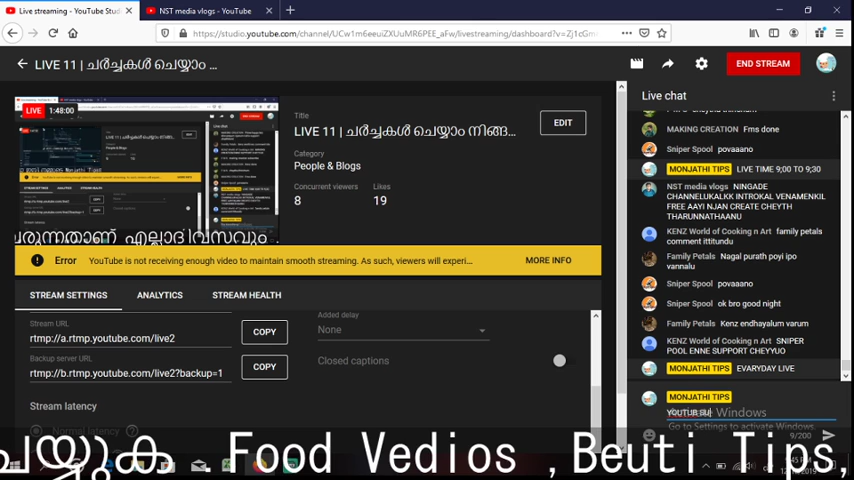 Live streaming - YouTube Stud
NST media vlogs - YouTube
https://studio.youtube.com/channel/UCw1m6eeuiZXUuMR6PEE_aFw/livestreaming/dashboard?v=Zj1cGm
LIVE 11 | ചർച്ചകൾ ചെയ്യാം ...
END STREAM
LIVE 1:48:00
Title
LIVE 11 | ചർച്ചകൾ ചെയ്യാം നിങ്ങ...
EDIT
Category
People & Blogs
Concurrent viewers
Likes
8
19
രുന്നതാണ് എല്ലാദിവസവും
Error
YouTube is not receiving enough video to maintain smooth streaming. As such, viewers will experi...
MORE INFO
STREAM SETTINGS
ANALYTICS
STREAM HEALTH
Stream URL
rtmp://a.rtmp.youtube.com/live2
COPY
Backup server URL
rtmp://b.rtmp.youtube.com/live2?backup=1
COPY
Added delay
None
Closed captions
Stream latency
Normal latency
Live chat
MAKING CREATION Fms done
Sniper Spool povaaano
MONJATHI TIPS LIVE TIME 9;00 TO 9;30
NST media vlogs NINGADE
CHANNELUKALKK INTROKAL VENAMENKIL
FREE AAYI NJAN CREATE CHEYTH
THARUNNATHAANU
KENZ World of Cooking n Art family petals
comment ittitundu
Family Petals Nagal purath poyi ipo
vannalu
Sniper Spool povaaano
Sniper Spool ok bro good night
Family Petals Kenz endhayalum varum
KENZ World of Cooking n Art SNIPER
POOL ENNE SUPPORT CHEYYUO
MONJATHI TIPS EVARYDAY LIVE
MONJATHI TIPS
YOUTUB SU
Windows
Go to Settings to activate Windows.
9/200
Food Vedios ,Beuti Tips,